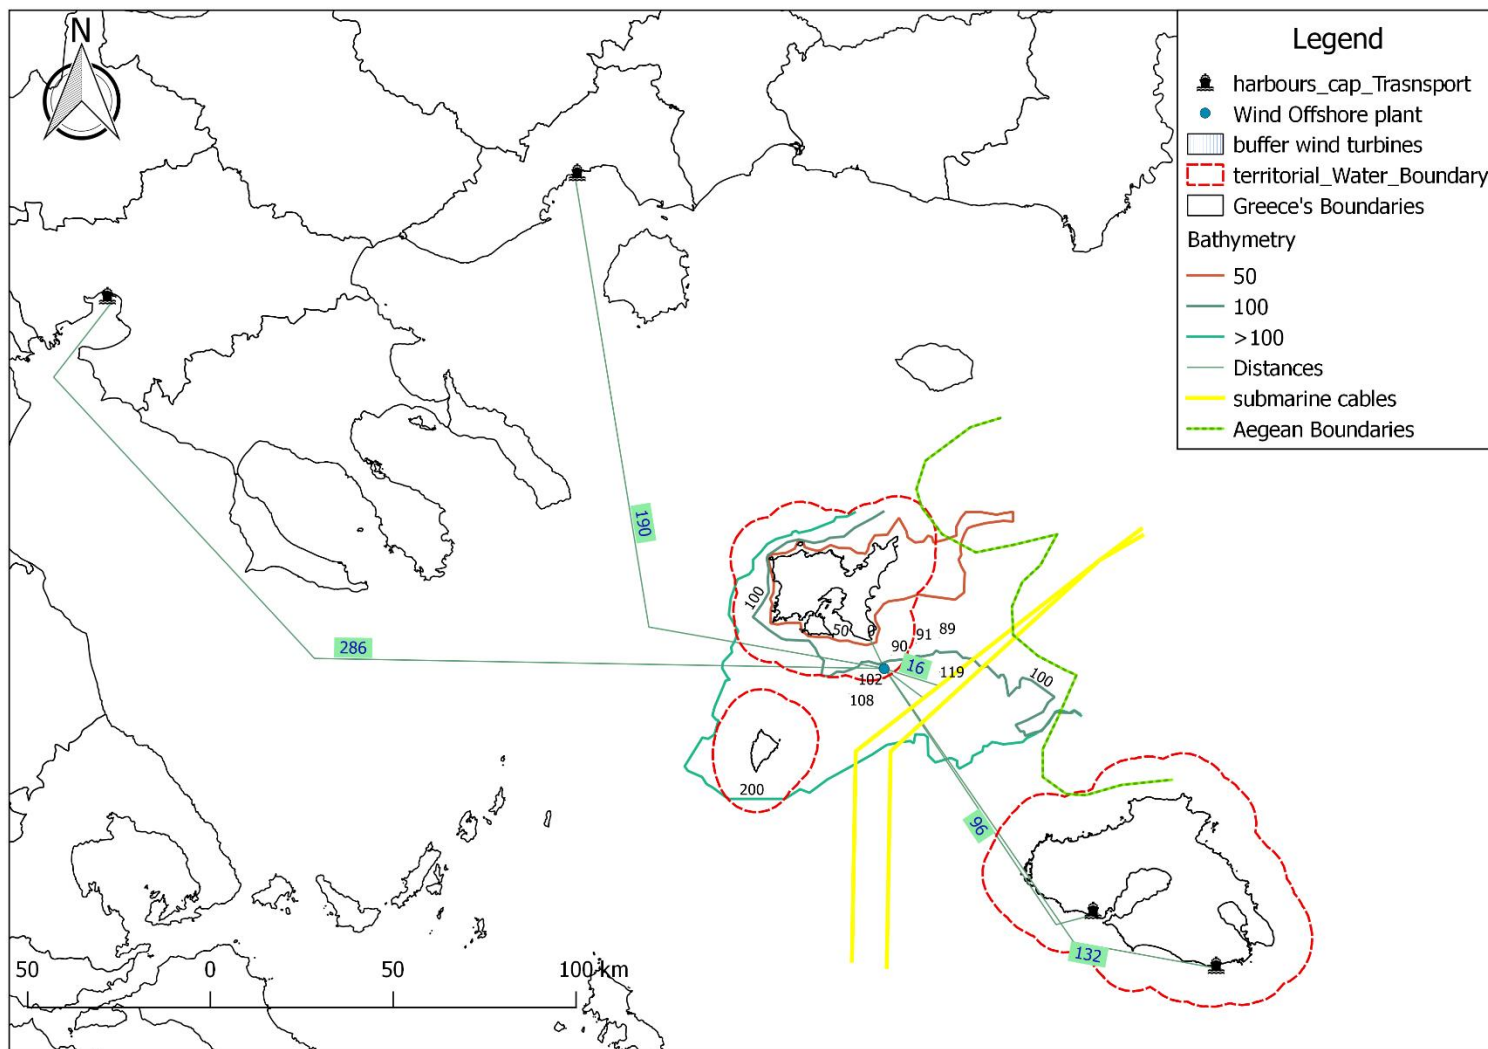 N
Legend
harbours_cap_Trasnsport
Wind Offshore plant
buffer wind turbines
territorial_Water_Boundary
Greece's Boundaries
Bathymetry
50
100
>100
Distances
submarine cables
Aegean Boundaries
190
286
100
50
0
90
91
89
16
119
100
102
108
200
96
132
50
0
50
100 km